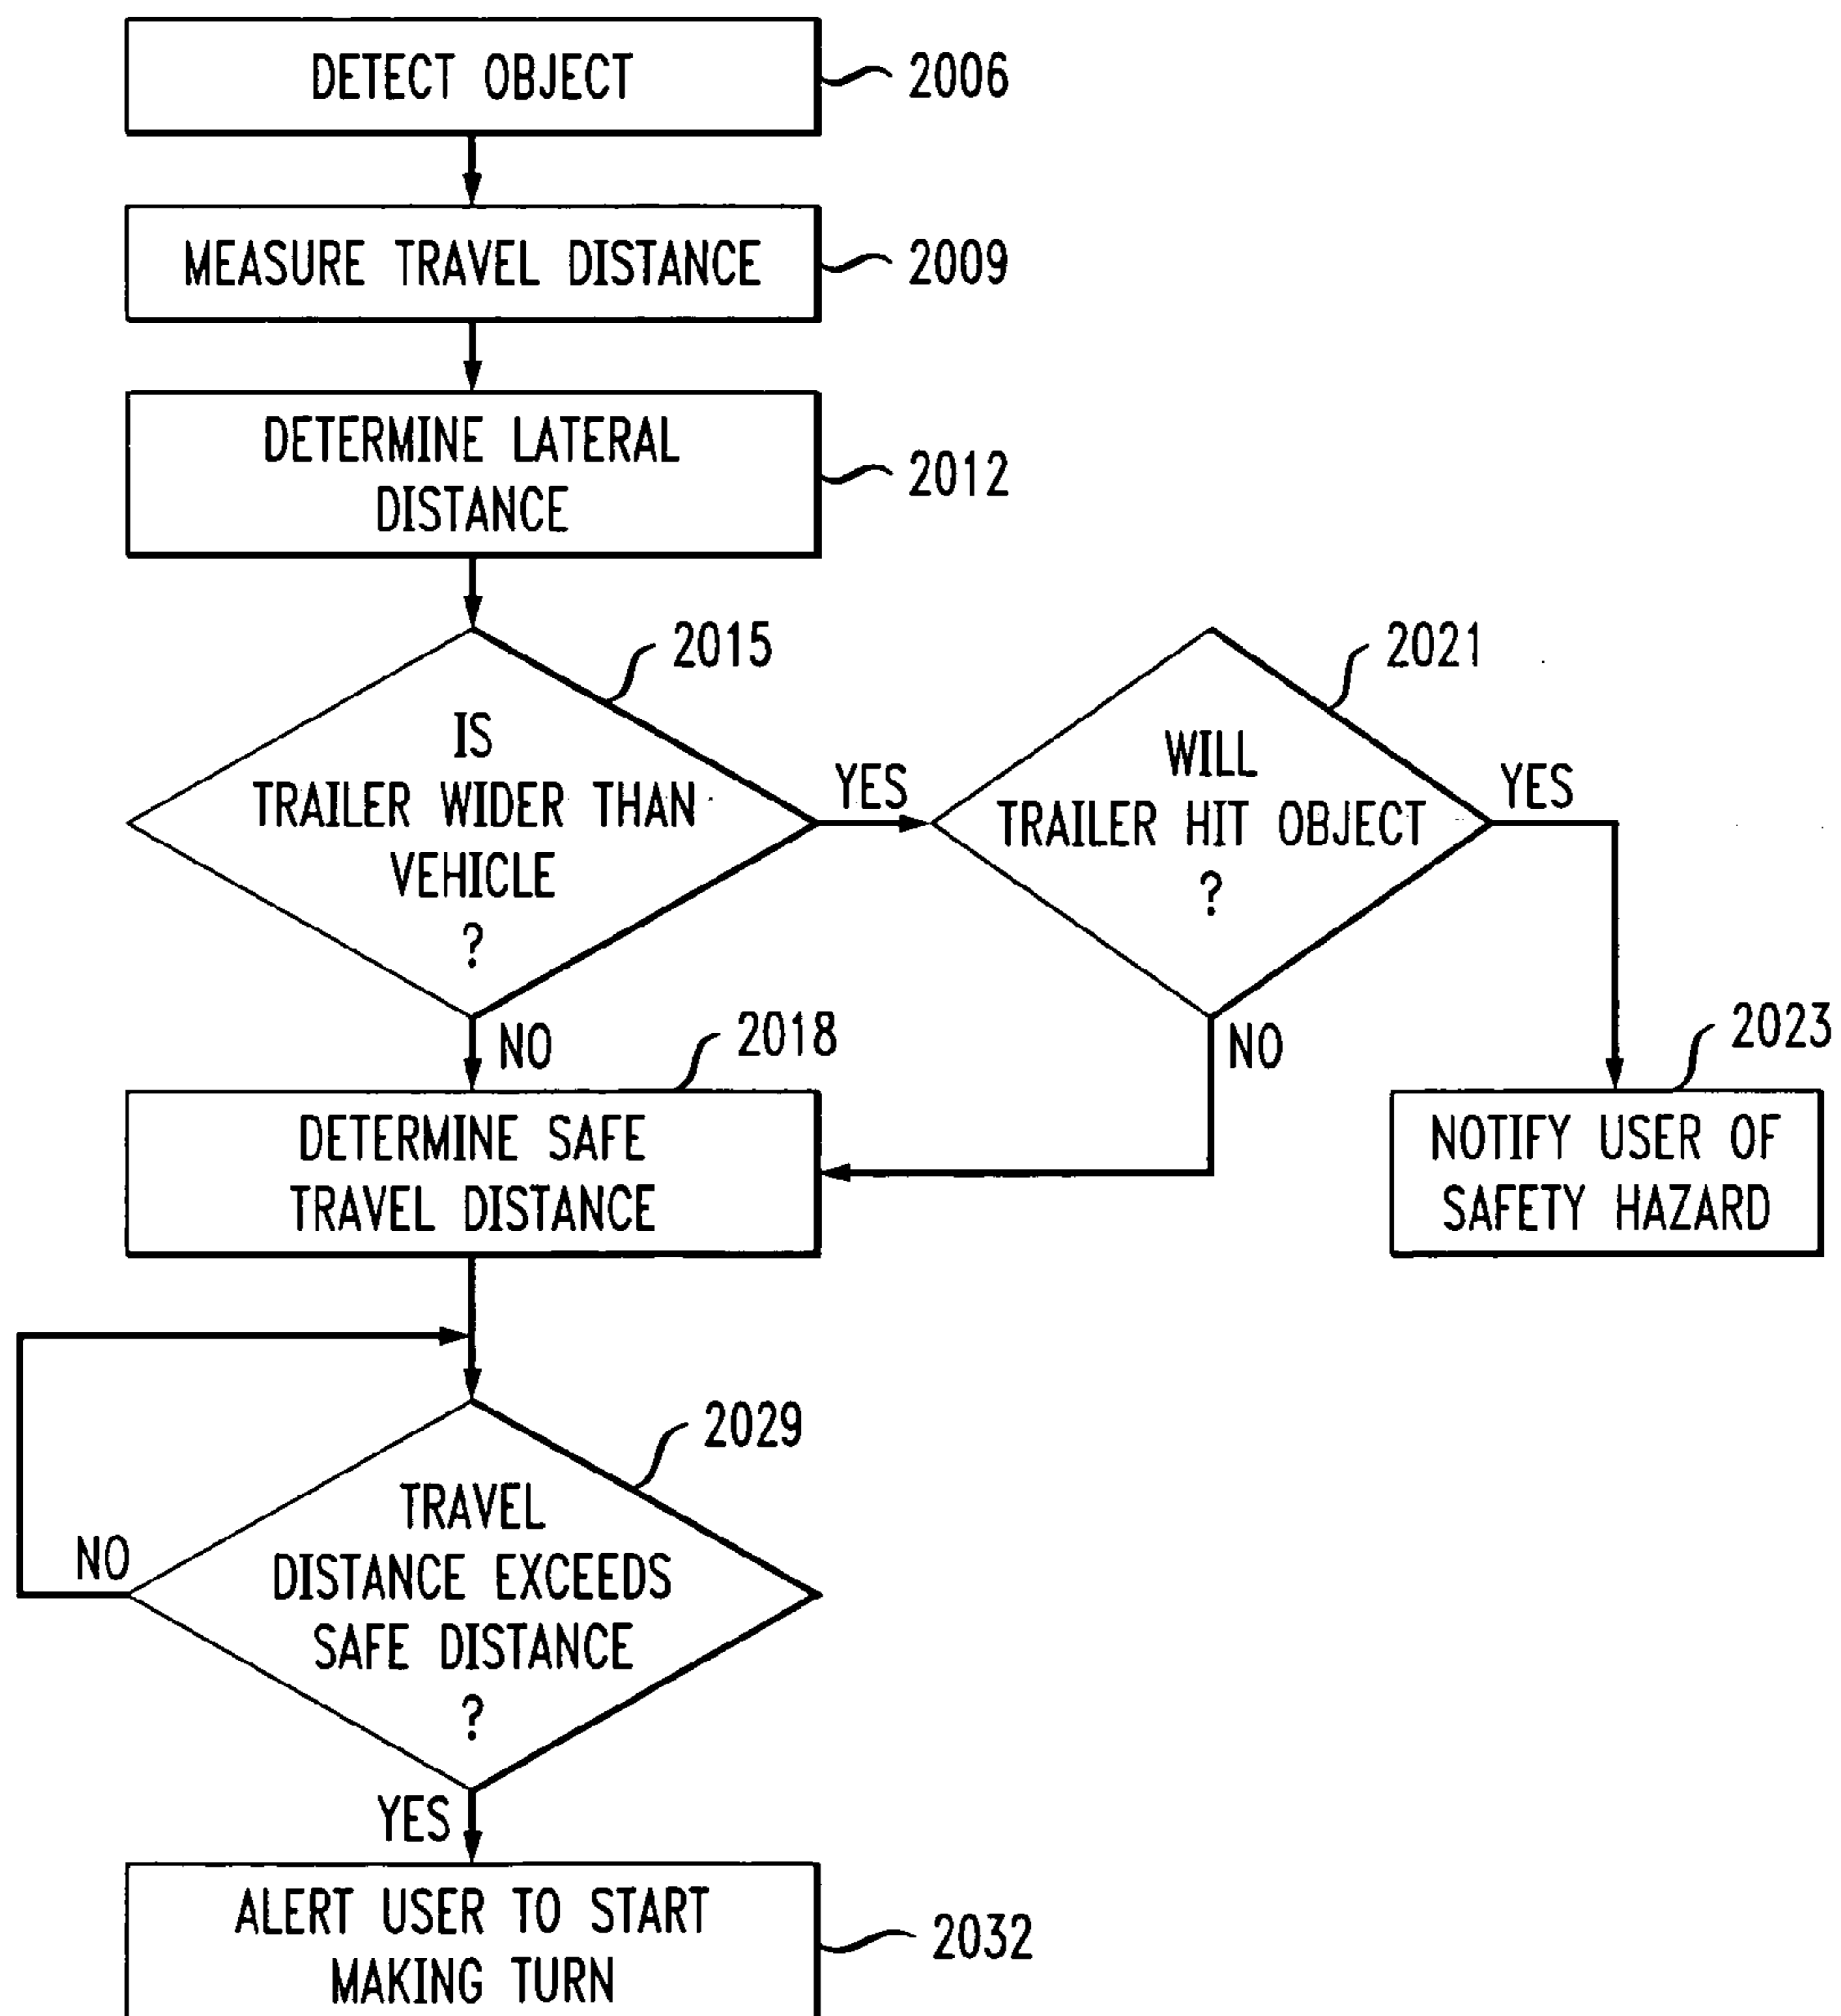 DETECT OBJECT
2006
MEASURE TRAVEL DISTANCE
2009
DETERMINE LATERAL
DISTANCE
2012
2015
IS
TRAILER WIDER THAN
VEHICLE
?
YES
2021
WILL
TRAILER HIT OBJECT
?
YES
NO
2018
NO
2023
DETERMINE SAFE
TRAVEL DISTANCE
NOTIFY USER OF
SAFETY HAZARD
2029
TRAVEL
DISTANCE EXCEEDS
SAFE DISTANCE
?
NO
YES
ALERT USER TO START
MAKING TURN
2032